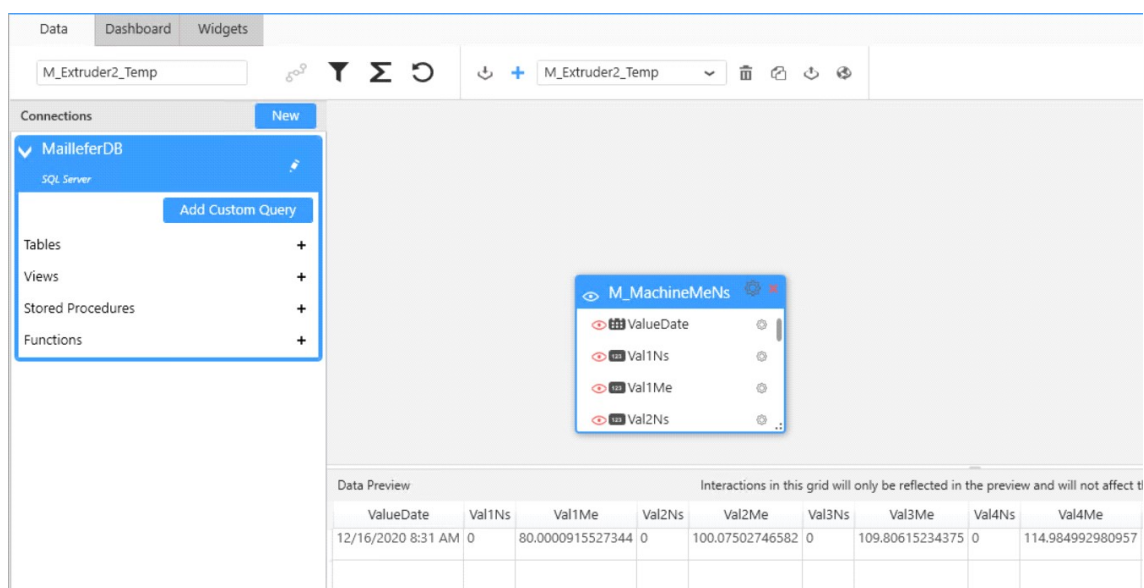 Data Dashboard Widgets
M_Extruder2_Temp M_Extruder2_Temp
Connections New
MailleferDB
SQL Server
Add Custom Query
Tables +
Views +
Stored Procedures +
Functions +
M_MachineMeNs
ValueDate
123 Val1Ns
123 Val1Me
123 Val2Ns
Data Preview Interactions in this grid will only be reflected in the preview and will not affect
ValueDate Val1Ns Val1Me Val2Ns Val2Me Val3Ns Val3Me Val4Ns Val4Me
12/16/2020 8:31 AM 0 80.0000915527344 0 100.07502746582 0 109.80615234375 0 114.984992980957